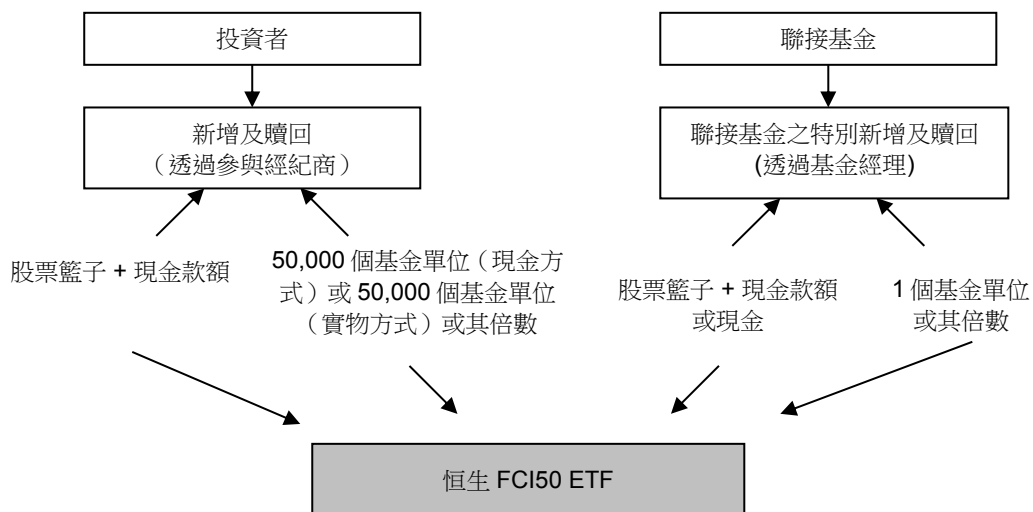 投資者
聯接基金
新增及贖回
（透過參與經紀商）
聯接基金之特別新增及贖回
(透過基金經理)
股票籃子 + 現金款額
50,000 個基金單位（現金方
式）或 50,000 個基金單位
（實物方式）或其倍數
股票籃子 + 現金款額
或現金
1 個基金單位
或其倍數
恒生 FCI50 ETF